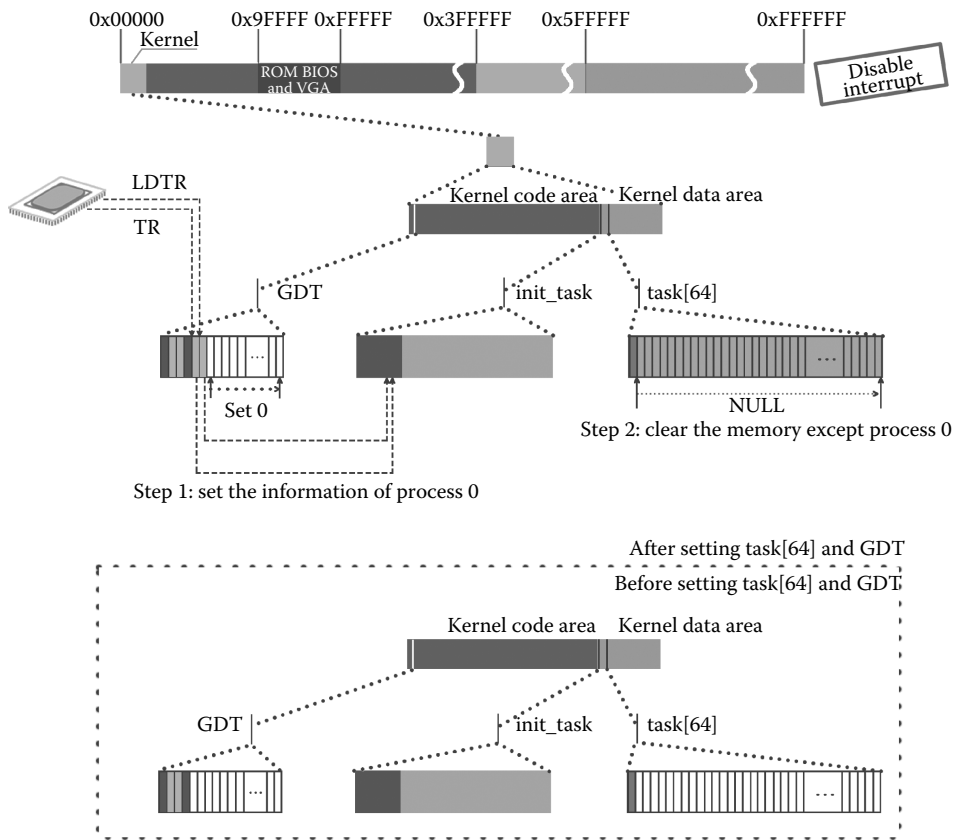 0x00000 0x9FFFF 0xFFFFF 0x3FFFFF 0x5FFFFF 0xFFFFFF
Kernel
ROM BIOS
and VGA
Disable
interrupt
LDTR
TR
Kernel code area Kernel data area
GDT init_task task[64]
...
...
Set 0
NULL
Step 2: clear the memory except process 0
Step 1: set the information of process 0
After setting task[64] and GDT
Before setting task[64] and GDT
Kernel code area Kernel data area
GDT init_task task[64]
...
...